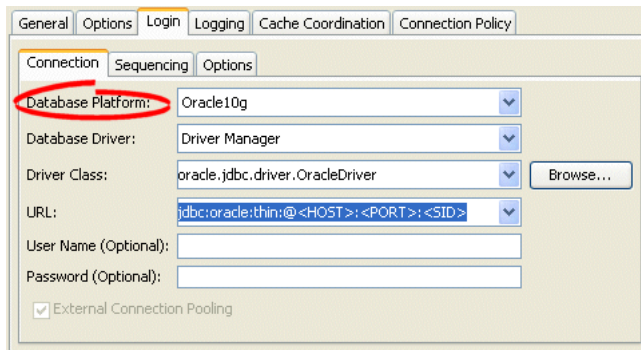 General Options Login Logging Cache Coordination Connection Policy
Connection Sequencing Options
Database Platform: Oracle10g
Database Driver: Driver Manager
Driver Class: oracle.jdbc.driver.OracleDriver Browse...
URL: jdbc:oracle:thin:@<HOST>:<PORT>:<SID>
User Name (Optional):
Password (Optional):
External Connection Pooling